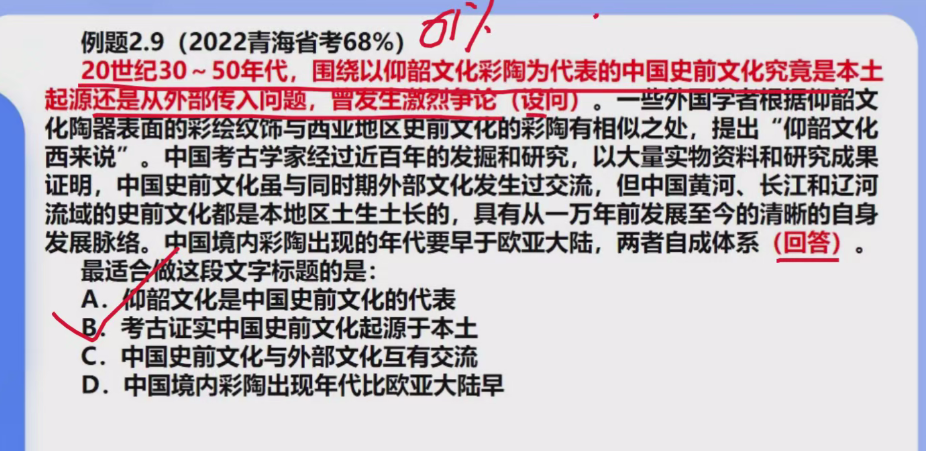 例题2.9（2022青海省考68%）
20世纪30～50年代，围绕以仰韶文化彩陶为代表的中国史前文化究竟是本土
起源还是从外部传入问题，曾发生激烈争论（设问）。一些外国学者根据仰韶文
化陶器表面的彩绘纹饰与西亚地区史前文化的彩陶有相似之处，提出“仰韶文化
西来说”。中国考古学家经过近百年的发掘和研究，以大量实物资料和研究成果
证明，中国史前文化虽与同时期外部文化发生过交流，但中国黄河、长江和辽河
流域的史前文化都是本地区土生土长的，具有从一万年前发展至今的清晰的自身
发展脉络。中国境内彩陶出现的年代要早于欧亚大陆，两者自成体系（回答）。
最适合做这段文字标题的是：
A．仰韶文化是中国史前文化的代表
B．考古证实中国史前文化起源于本土
C．中国史前文化与外部文化互有交流
D．中国境内彩陶出现年代比欧亚大陆早